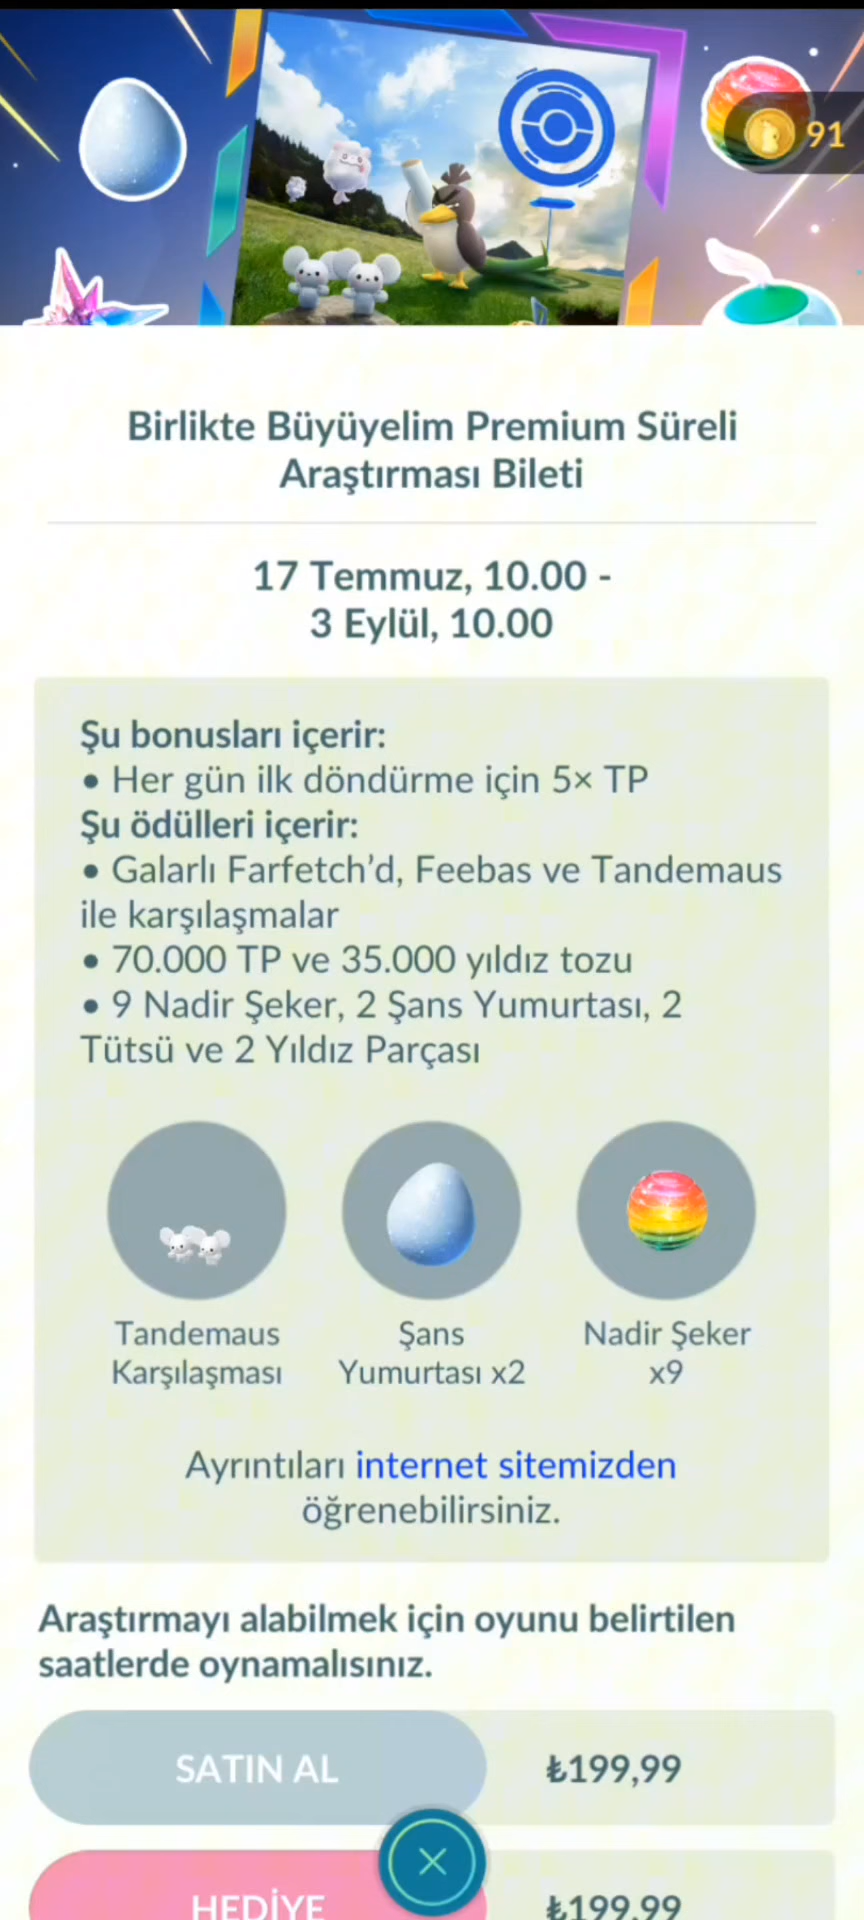 91
Birlikte Büyüyelim Premium Süreli
Araştırması Bileti
17 Temmuz, 10.00 -
3 Eylül, 10.00
Şu bonusları içerir:
• Her gün ilk döndürme için 5× TP
Şu ödülleri içerir:
• Galarlı Farfetch’d, Feebas ve Tandemaus
ile karşılaşmalar
• 70.000 TP ve 35.000 yıldız tozu
• 9 Nadir Şeker, 2 Şans Yumurtası, 2
Tütsü ve 2 Yıldız Parçası
Tandemaus
Karşılaşması
Şans
Yumurtası x2
Nadir Şeker
x9
Ayrıntıları internet sitemizden
öğrenebilirsiniz.
Araştırmayı alabilmek için oyunu belirtilen
saatlerde oynamalısınız.
SATIN AL ₺199,99
HEDİYE ₺199,99